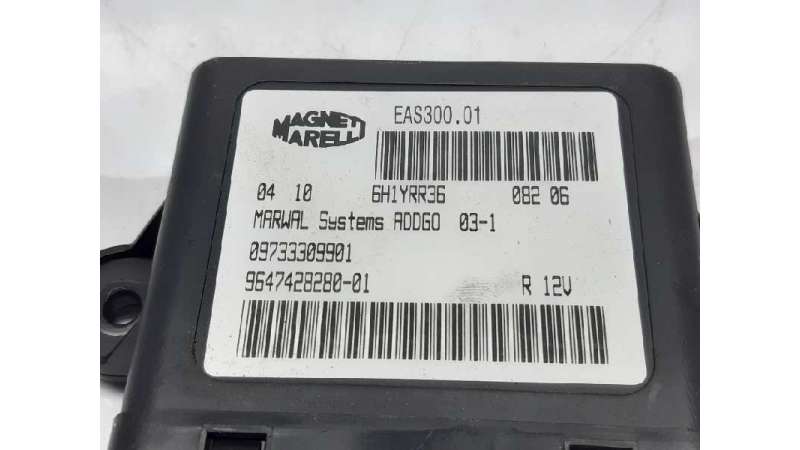 MAGNETI
MARELLI
EAS300.01
04 10 6H1YRR36 082 06
MARWAL Systems ADDGO 03-1
09733309901
9647428280-01 R 12V